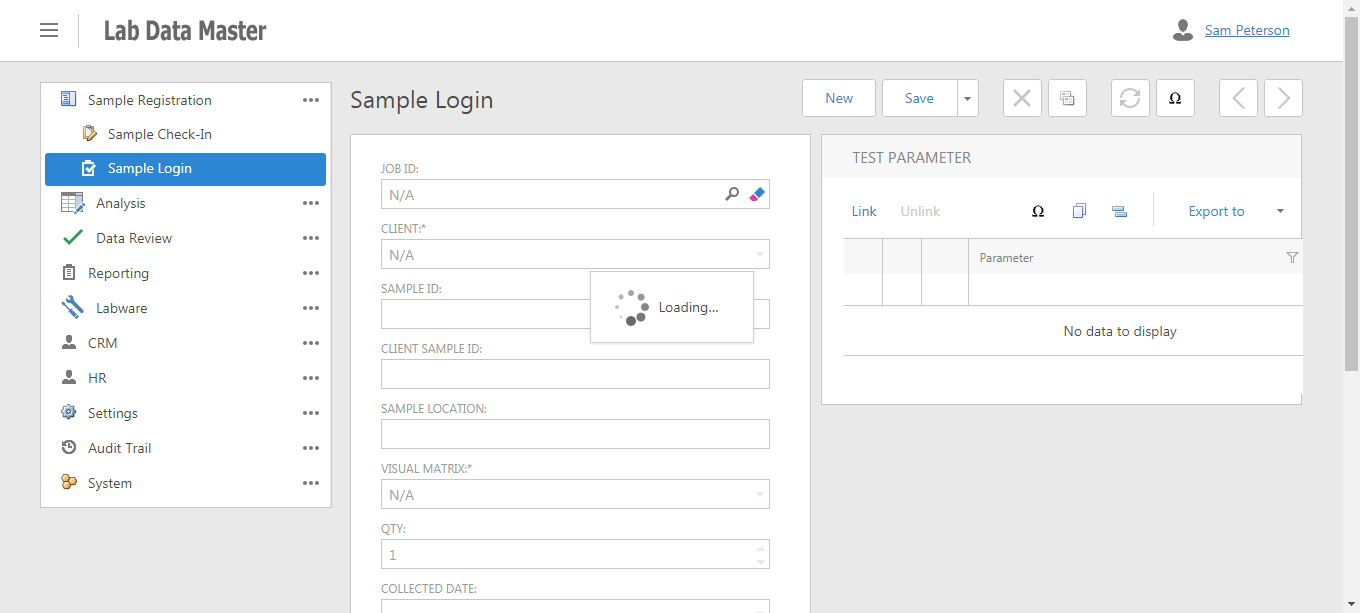 Lab Data Master
Sam Peterson
Sample Registration
Sample Check-In
Sample Login
Analysis
Data Review
Reporting
Labware
CRM
HR
Settings
Audit Trail
System
Sample Login
New
Save
Ω
JOB ID:
N/A
CLIENT:*
N/A
SAMPLE ID:
Loading...
CLIENT SAMPLE ID:
SAMPLE LOCATION:
VISUAL MATRIX:*
N/A
QTY:
1
COLLECTED DATE:
TEST PARAMETER
Link Unlink Ω Export to
Parameter
No data to display